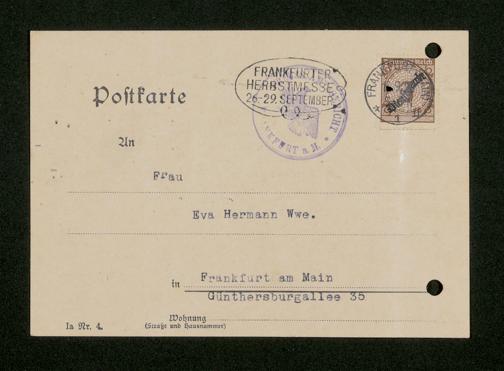 Postkarte
FRANKFURTER
HERBSTMESSE
26.-29. SEPTEMBER
FRANKFURT
An
Frau
Eva Hermann Wwe.
in Frankfurt am Main
Günthersburgallee 35
Wohnung
(Straße und Hausnummer)
Ia Nr. 4.